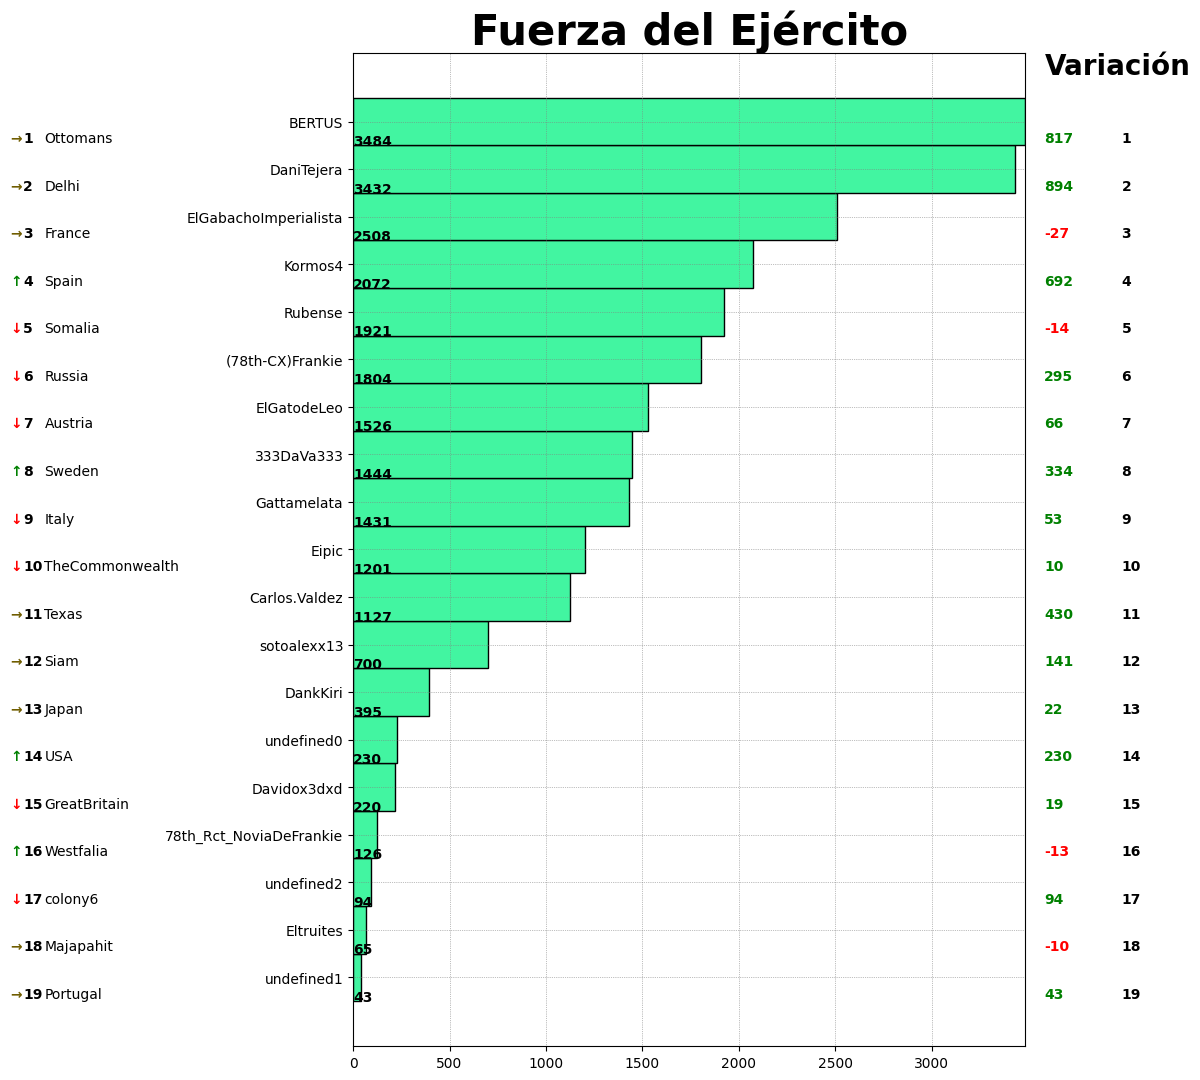 Fuerza del Ejército
Variación
BERTUS
→1 Ottomans 3484 817 1
DaniTejera
→2 Delhi 3432 894 2
ElGabachoImperialista
→3 France 2508 -27 3
Kormos4
↑4 Spain 2072 692 4
Rubense
↓5 Somalia 1921 -14 5
(78th-CX)Frankie
↓6 Russia 1804 295 6
ElGatodeLeo
↓7 Austria 1526 66 7
333DaVa333
↑8 Sweden 1444 334 8
Gattamelata
↓9 Italy 1431 53 9
Eipic
↓10 TheCommonwealth 1201 10 10
Carlos.Valdez
→11 Texas 1127 430 11
sotoalexx13
→12 Siam 700 141 12
DankKiri
→13 Japan 395 22 13
undefined0
↑14 USA 230 230 14
Davidox3dxd
↓15 GreatBritain 220 19 15
78th_Rct_NoviaDeFrankie
↑16 Westfalia 126 -13 16
undefined2
↓17 colony6 94 94 17
Eltruites
→18 Majapahit 65 -10 18
undefined1
→19 Portugal 43 43 19
0 500 1000 1500 2000 2500 3000